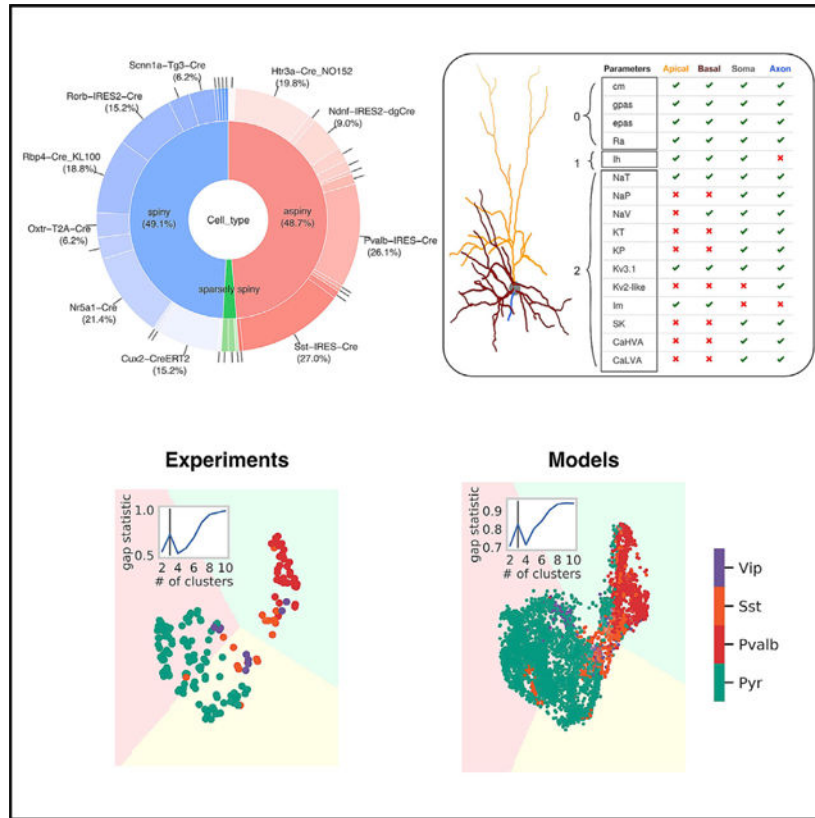 Scnn1a-Tg3-Cre
(6.2%)
Rorb-IRES2-Cre
(15.2%)
Rbp4-Cre_KL100
(18.8%)
Oxtr-T2A-Cre
(6.2%)
Nr5a1-Cre
(21.4%)
Cux2-CreERT2
(15.2%)
Htr3a-Cre_NO152
(19.8%)
Ndnf-IRES2-dgCre
(9.0%)
Pvalb-IRES-Cre
(26.1%)
Sst-IRES-Cre
(27.0%)
spiny
(49.1%)
Cell_type
aspiny
(48.7%)
sparsely spiny
Parameters Apical Basal Soma Axon
0
cm ✔ ✔ ✔ ✔
gpas ✔ ✔ ✔ ✔
epas ✔ ✔ ✔ ✔
Ra ✔ ✔ ✔ ✔
1
Ih ✔ ✔ ✔ ✖
2
NaT ✔ ✔ ✔ ✔
NaP ✖ ✖ ✔ ✔
NaV ✖ ✔ ✔ ✔
KT ✖ ✖ ✔ ✔
KP ✖ ✖ ✔ ✔
Kv3.1 ✔ ✔ ✔ ✔
Kv2-like ✖ ✖ ✖ ✔
Im ✔ ✔ ✖ ✖
SK ✖ ✖ ✔ ✔
CaHVA ✖ ✖ ✔ ✔
CaLVA ✖ ✖ ✔ ✔
Experiments
gap statistic
1.0
0.5
2 4 6 8 10
# of clusters
Models
gap statistic
0.9
0.8
0.7
2 4 6 8 10
# of clusters
Vip
Sst
Pvalb
Pyr